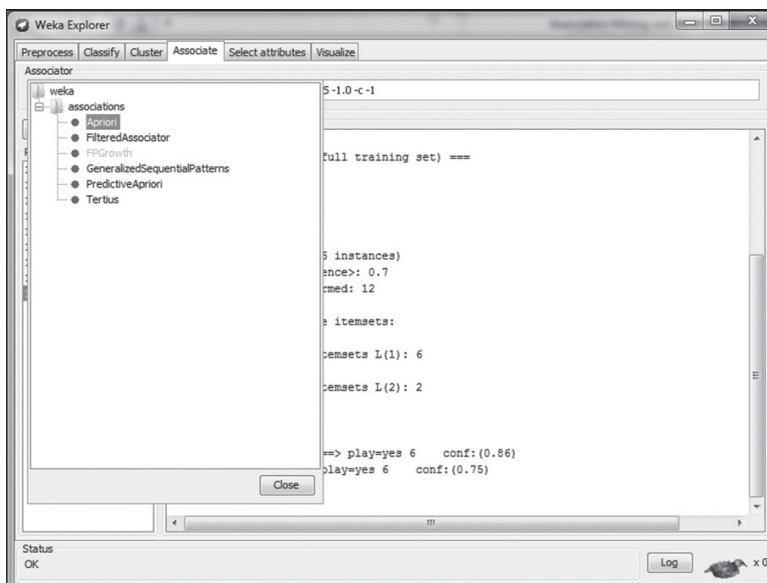 Weka Explorer
Preprocess Classify Cluster Associate Select attributes Visualize
Associator
5 -1.0 -c -1
weka
associations
Apriori
FilteredAssociator
FPGrowth
GeneralizedSequentialPatterns
PredictiveApriori
Tertius
Close
full training set) ===
instances)
ence>: 0.7
rmed: 12
e itemsets:
temsets L(1): 6
temsets L(2): 2
==> play=yes 6 conf:(0.86)
play=yes 6 conf:(0.75)
Status
OK
Log
x 0